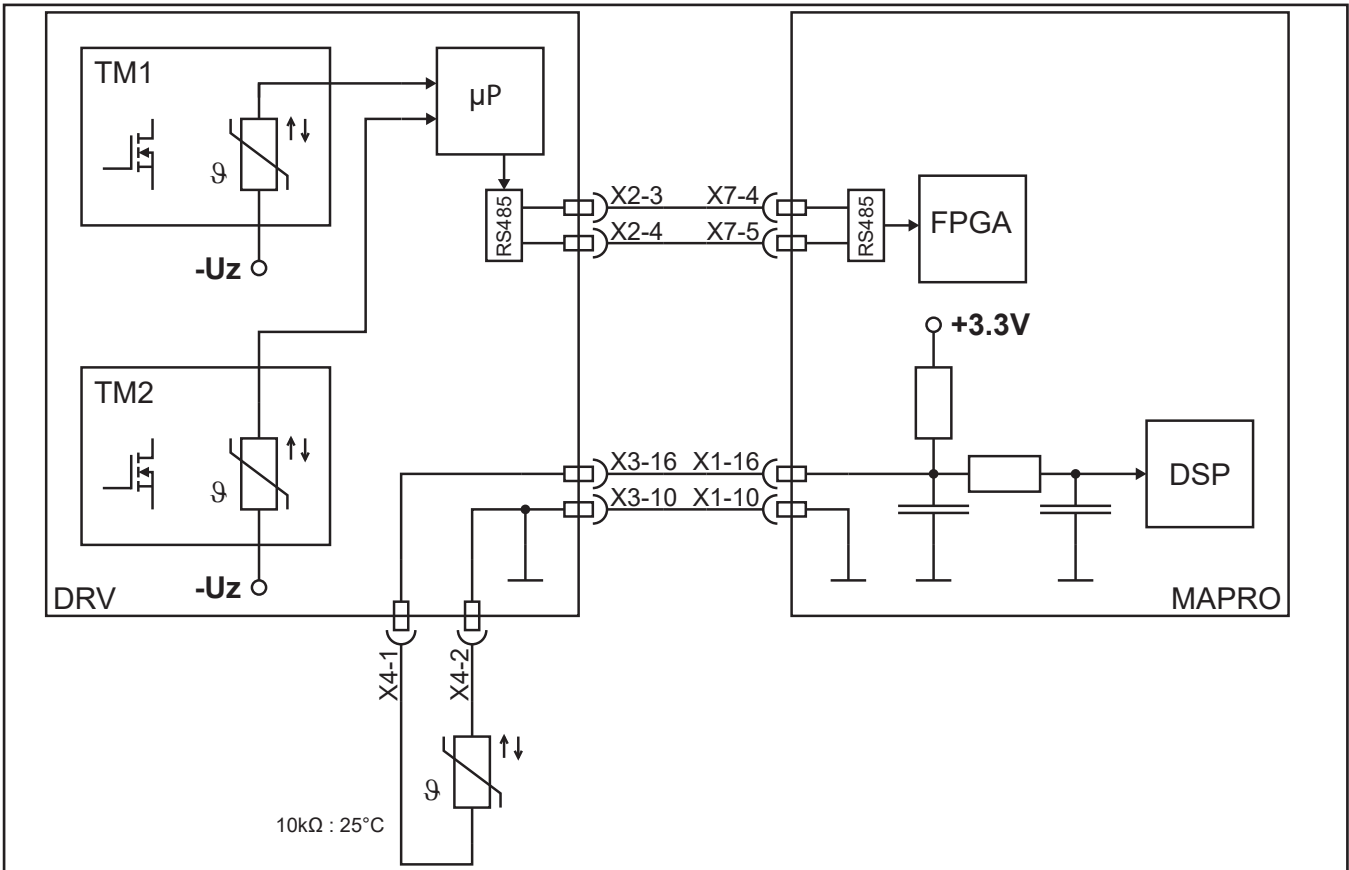 TM1
ϑ
-Uz
µP
RS485
X2-3 X7-4
X2-4 X7-5
RS485
FPGA
+3.3V
TM2
ϑ
-Uz
DRV
X3-16 X1-16
X3-10 X1-10
DSP
MAPRO
X4-1
X4-2
ϑ
10kΩ : 25°C